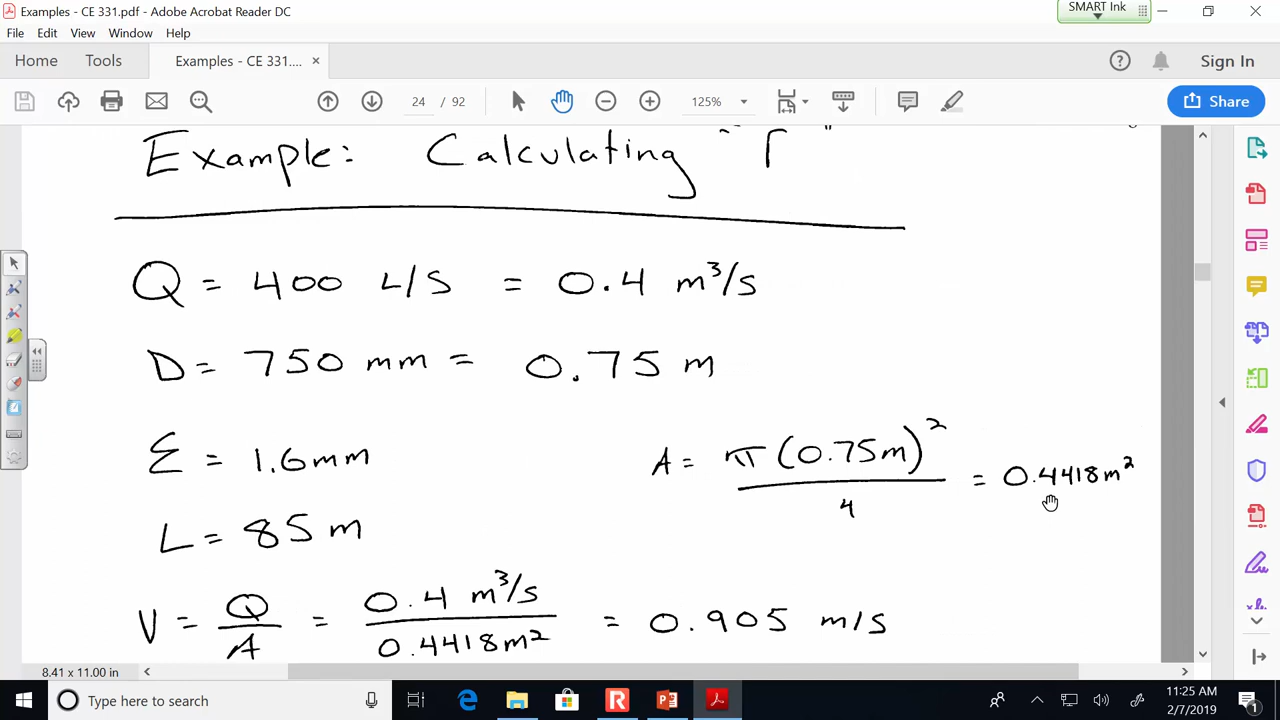 Examples - CE 331.pdf - Adobe Acrobat Reader DC
SMART Ink
File Edit View Window Help
Home Tools Examples - CE 331.... × Sign In
24 / 92 125% Share
Example: Calculating "f"
Q = 400 L/S = 0.4 m³/s
D = 750 mm = 0.75 m
Ɛ = 1.6mm
A = π (0.75m)² / 4 = 0.4418m²
L = 85 m
V = Q / A = 0.4 m³/s / 0.4418m² = 0.905 m/s
8.41 x 11.00 in
Type here to search
11:25 AM
2/7/2019
1